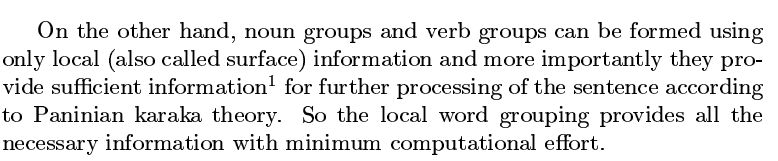 On the other hand, noun groups and verb groups can be formed using
only local (also called surface) information and more importantly they pro-
vide sufficient information¹ for further processing of the sentence according
to Paninian karaka theory. So the local word grouping provides all the
necessary information with minimum computational effort.